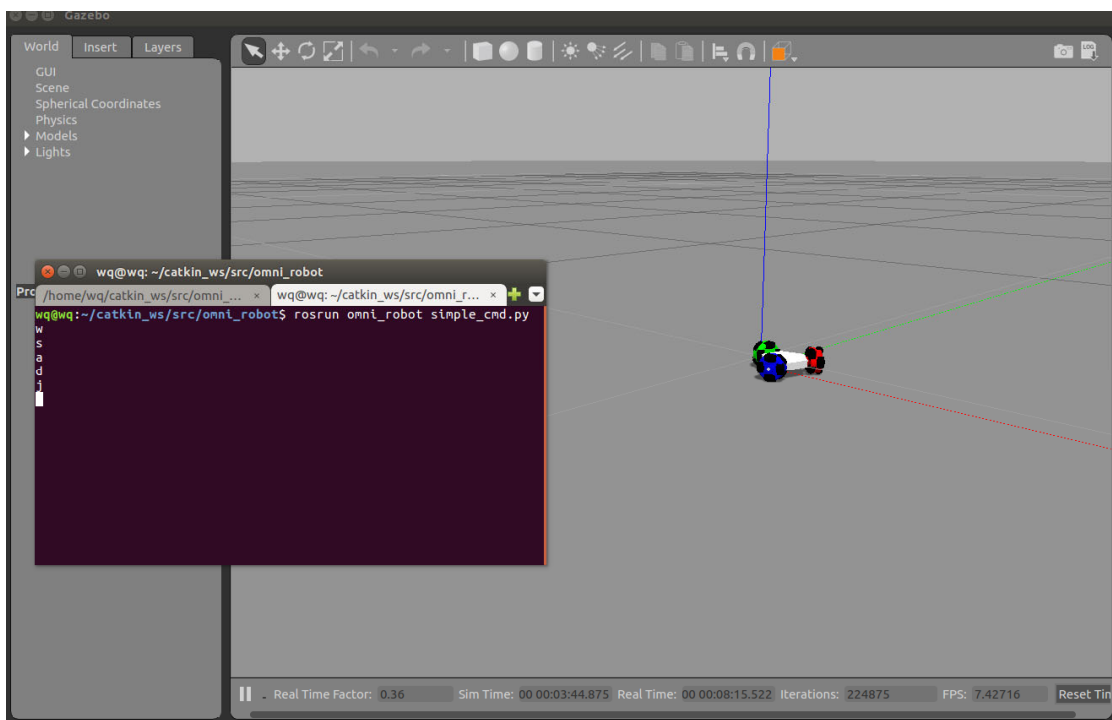 Gazebo
World Insert Layers
GUI
Scene
Spherical Coordinates
Physics
Models
Lights
LOG
wq@wq: ~/catkin_ws/src/omni_robot
/home/wq/catkin_ws/src/omni_... × wq@wq: ~/catkin_ws/src/omni_r... ×
wq@wq:~/catkin_ws/src/omni_robot$ rosrun omni_robot simple_cmd.py
w
s
a
d
j
Real Time Factor: 0.36 Sim Time: 00 00:03:44.875 Real Time: 00 00:08:15.522 Iterations: 224875 FPS: 7.42716 Reset Tim